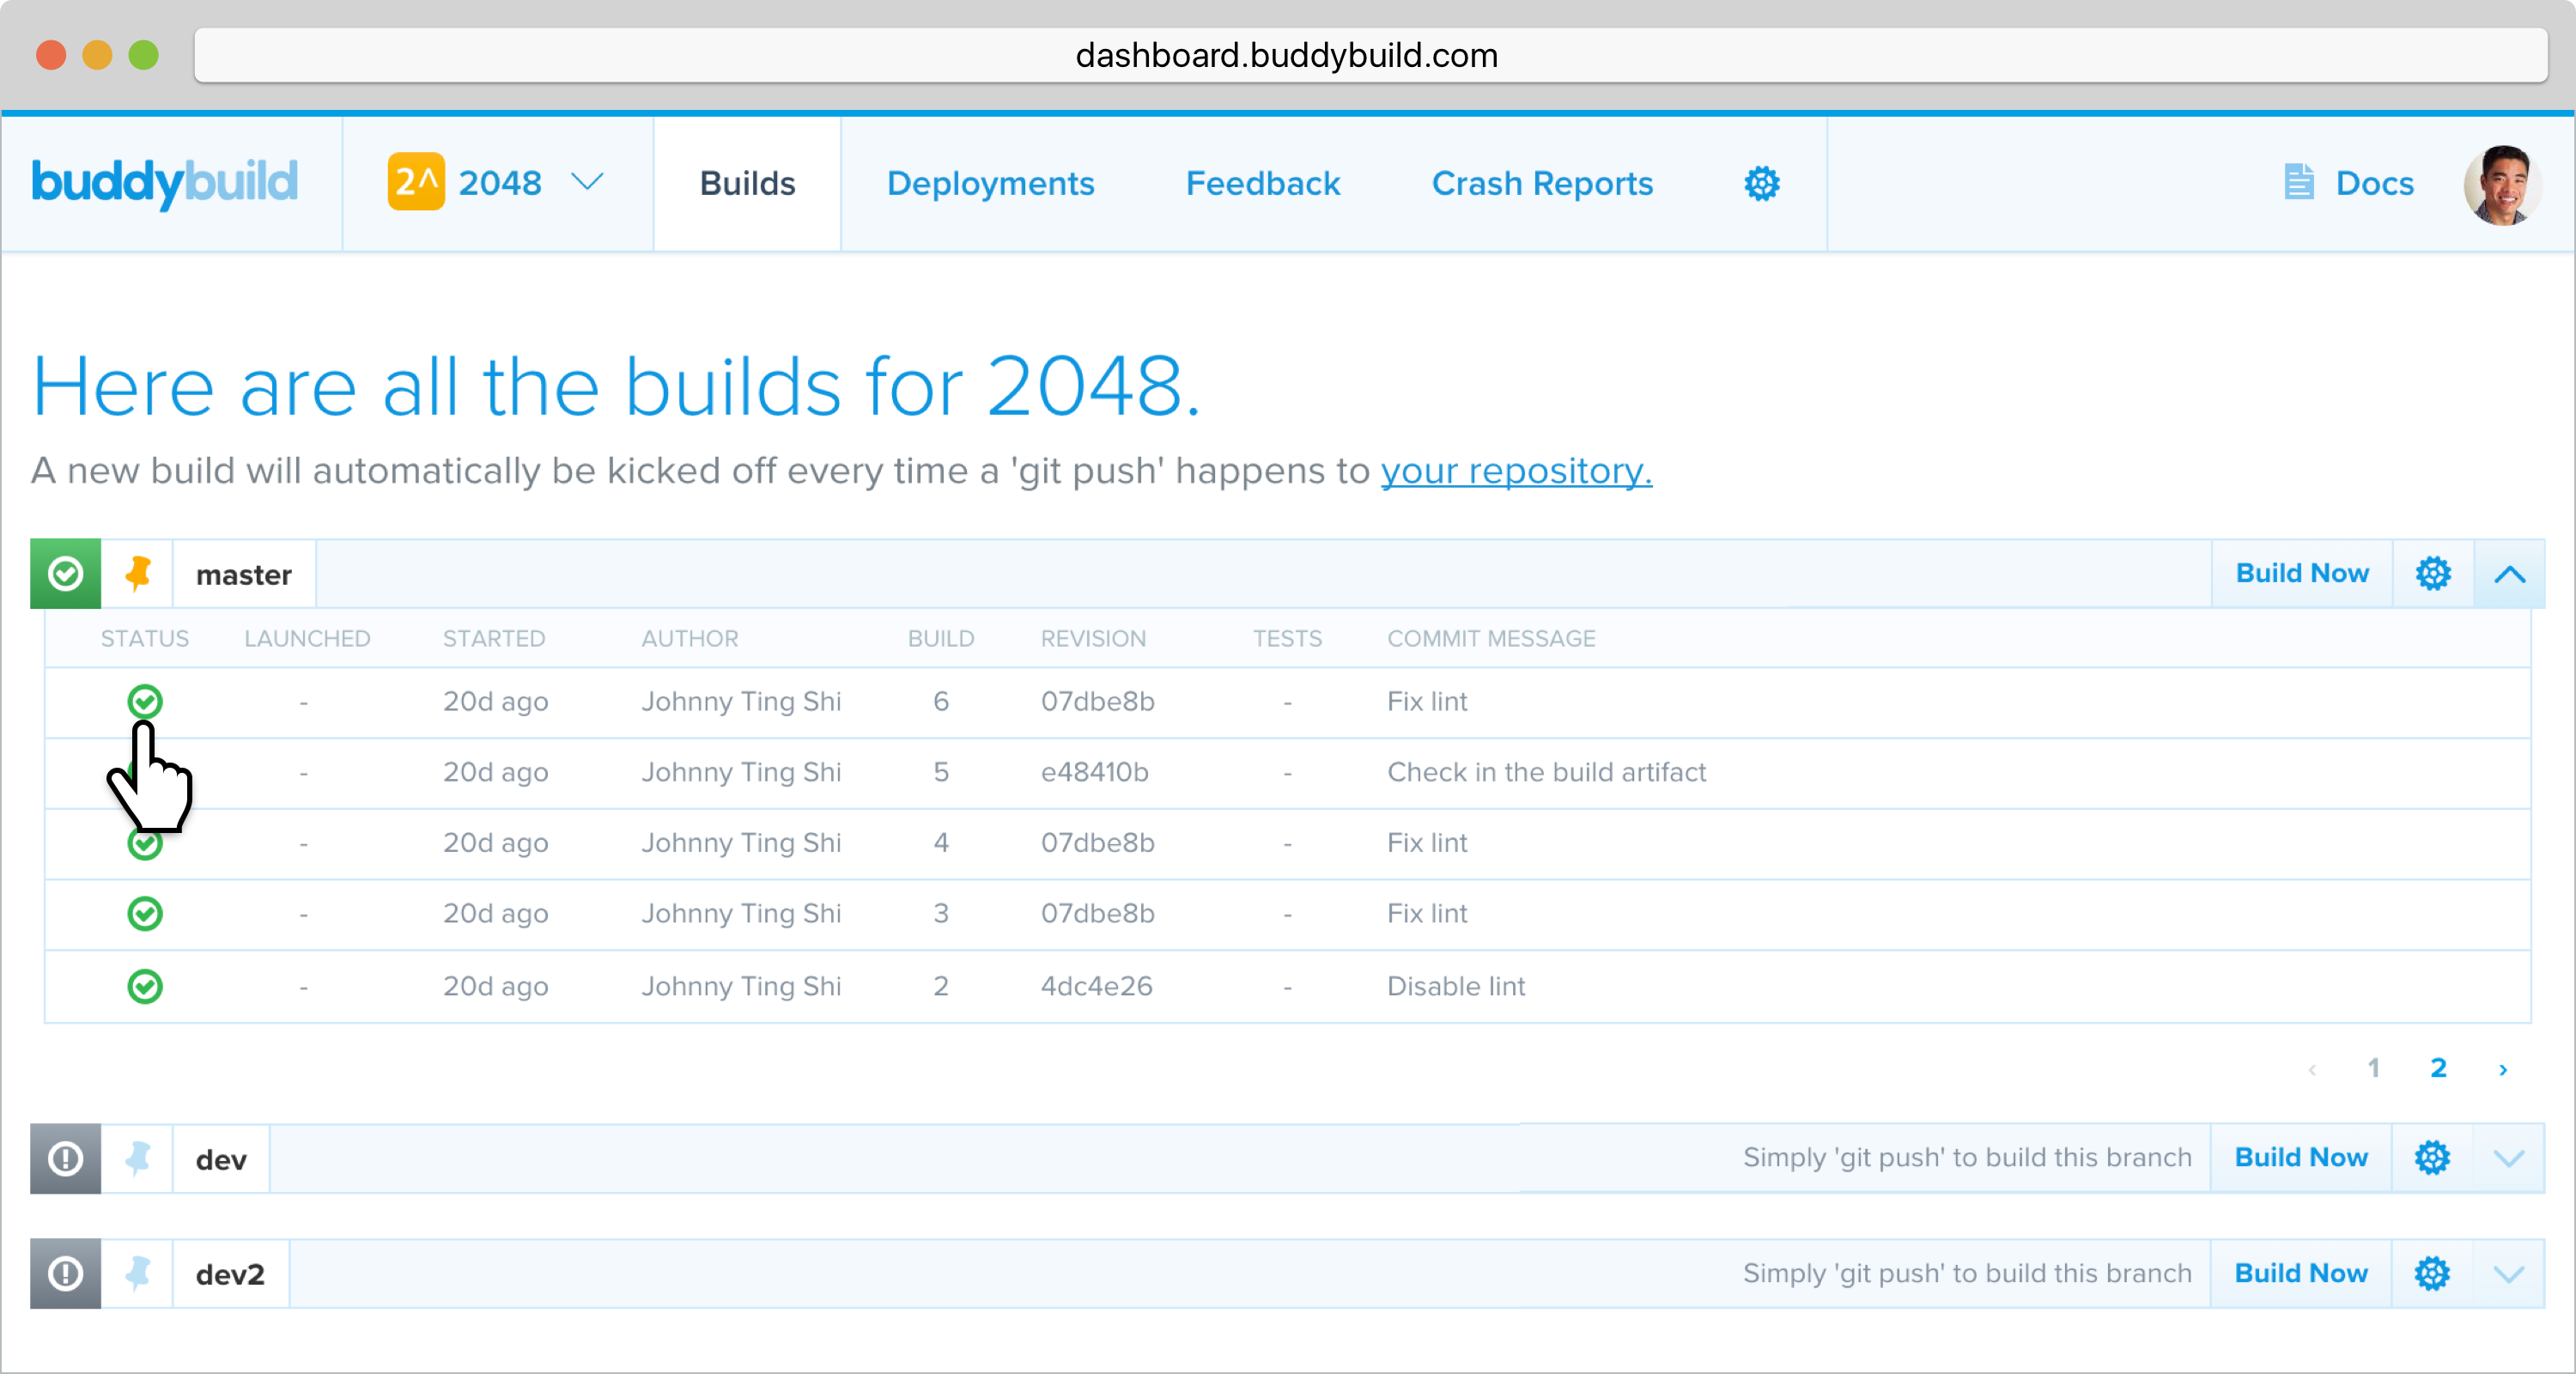 dashboard.buddybuild.com
buddybuild 2^ 2048 Builds Deployments Feedback Crash Reports Docs
Here are all the builds for 2048.
A new build will automatically be kicked off every time a 'git push' happens to your repository.
master Build Now
STATUS LAUNCHED STARTED AUTHOR BUILD REVISION TESTS COMMIT MESSAGE
- 20d ago Johnny Ting Shi 6 07dbe8b - Fix lint
- 20d ago Johnny Ting Shi 5 e48410b - Check in the build artifact
- 20d ago Johnny Ting Shi 4 07dbe8b - Fix lint
- 20d ago Johnny Ting Shi 3 07dbe8b - Fix lint
- 20d ago Johnny Ting Shi 2 4dc4e26 - Disable lint
‹ 1 2 ›
dev Simply 'git push' to build this branch Build Now
dev2 Simply 'git push' to build this branch Build Now